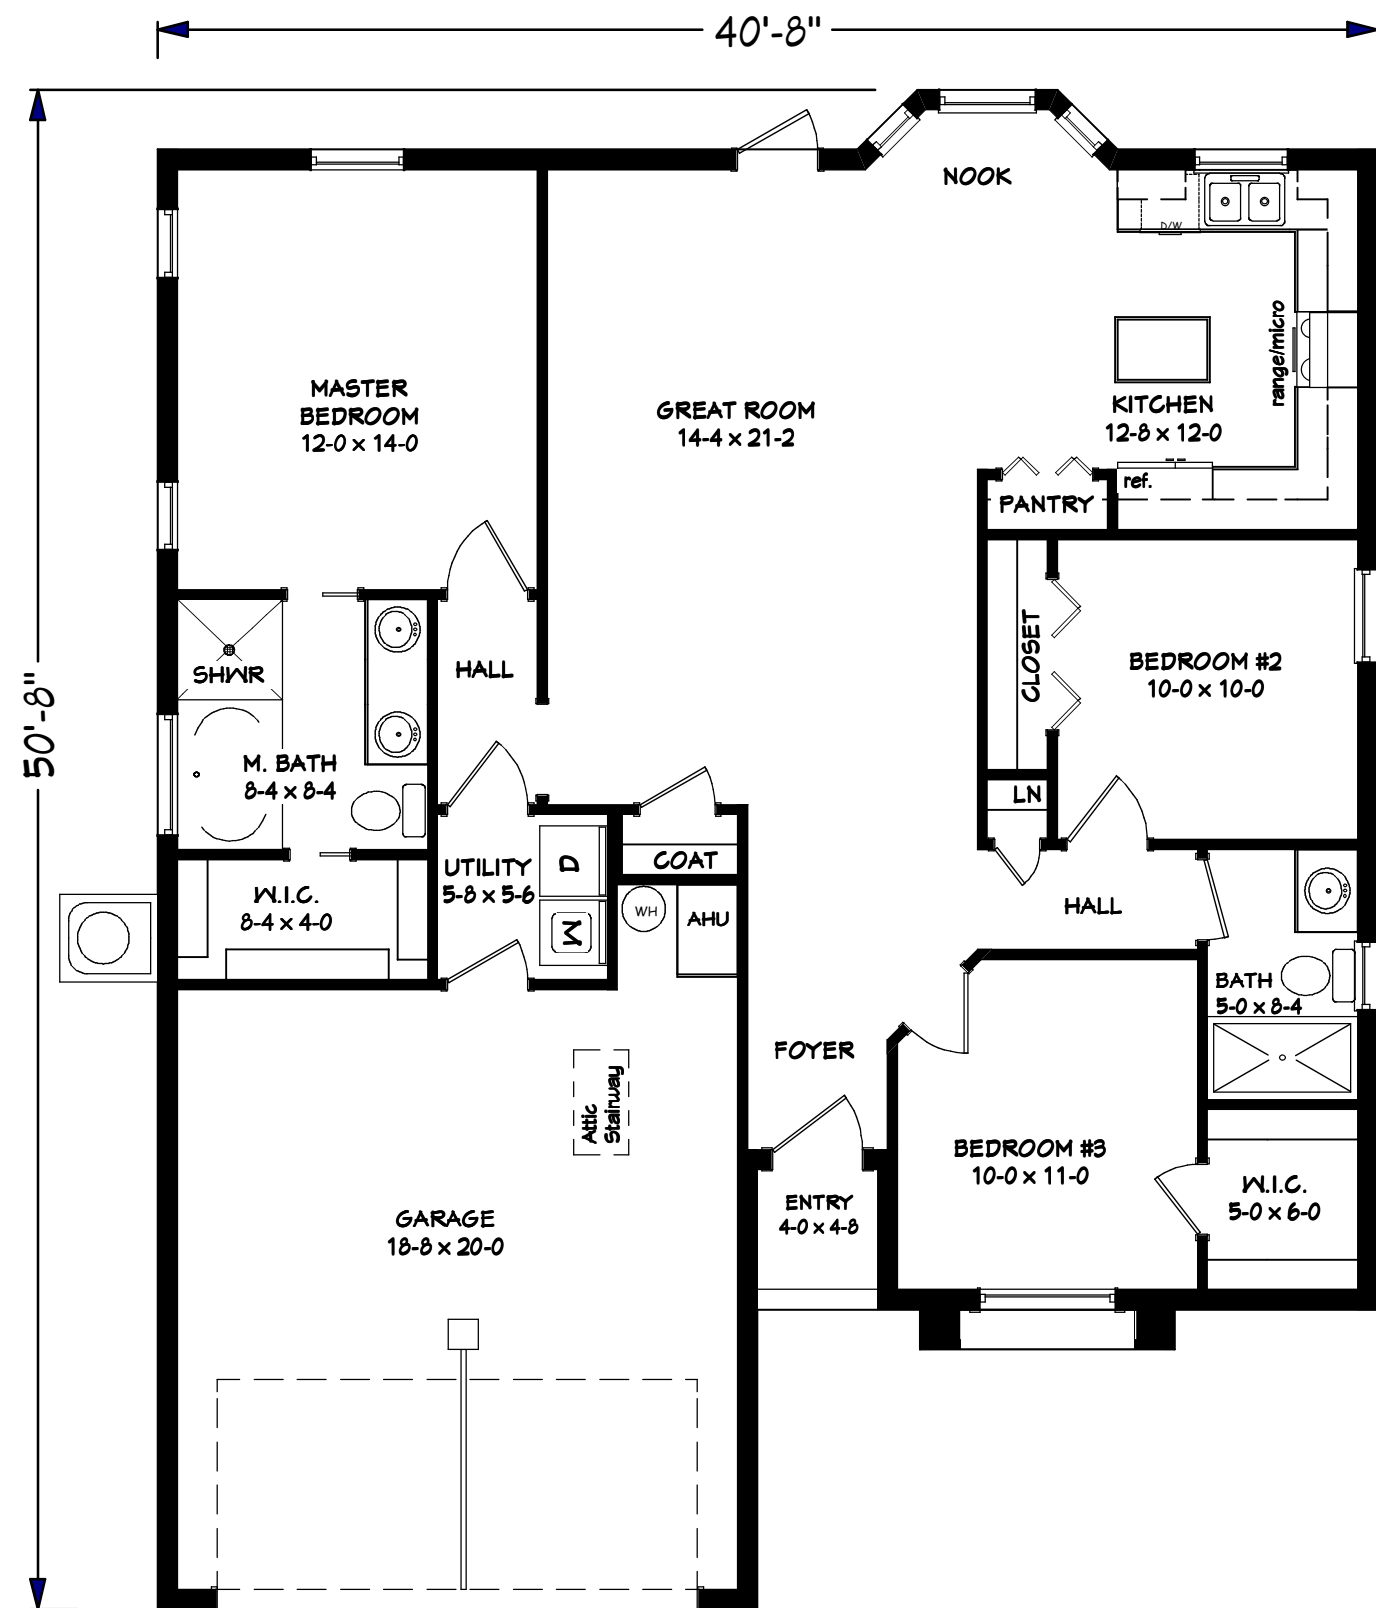 40'-8"
50'-8"
NOOK
D/W
range/micro
MASTER
BEDROOM
12-0 x 14-0
GREAT ROOM
14-4 x 21-2
KITCHEN
12-8 x 12-0
ref.
PANTRY
CLOSET
BEDROOM #2
10-0 x 10-0
SHWR
HALL
M. BATH
8-4 x 8-4
LN
UTILITY
5-8 x 5-6
D
COAT
W.I.C.
8-4 x 4-0
M
WH
AHU
HALL
BATH
5-0 x 8-4
FOYER
Attic
Stairway
BEDROOM #3
10-0 x 11-0
ENTRY
4-0 x 4-8
W.I.C.
5-0 x 6-0
GARAGE
18-8 x 20-0